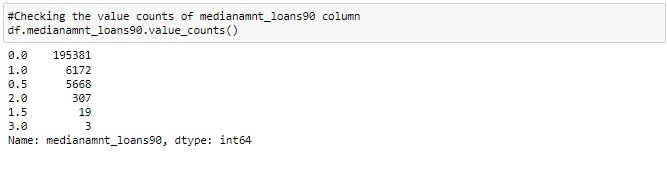 #Checking the value counts of medianamnt_loans90 column
df.medianamnt_loans90.value_counts()
0.0    195381
1.0      6172
0.5      5668
2.0       307
1.5        19
3.0         3
Name: medianamnt_loans90, dtype: int64